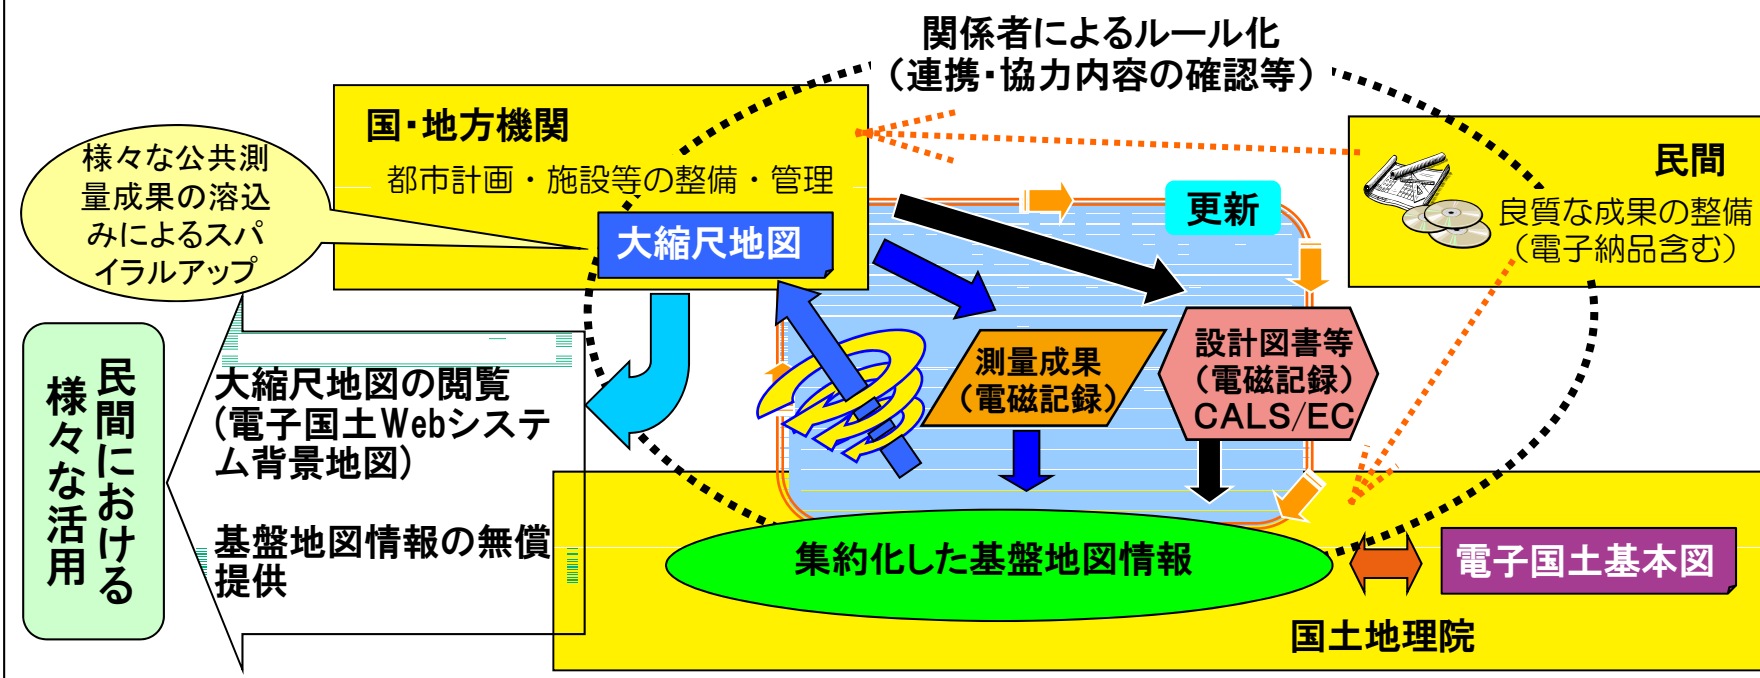 関係者によるルール化
（連携・協力内容の確認等）
国・地方機関
都市計画・施設等の整備・管理
大縮尺地図
様々な公共測
量成果の溶込
みによるスパ
イラルアップ
更新
民間
良質な成果の整備
（電子納品含む）
測量成果
（電磁記録）
設計図書等
（電磁記録）
CALS/EC
民間における
様々な活用
大縮尺地図の閲覧
(電子国土Webシステ
ム背景地図)
基盤地図情報の無償
提供
集約化した基盤地図情報
電子国土基本図
国土地理院